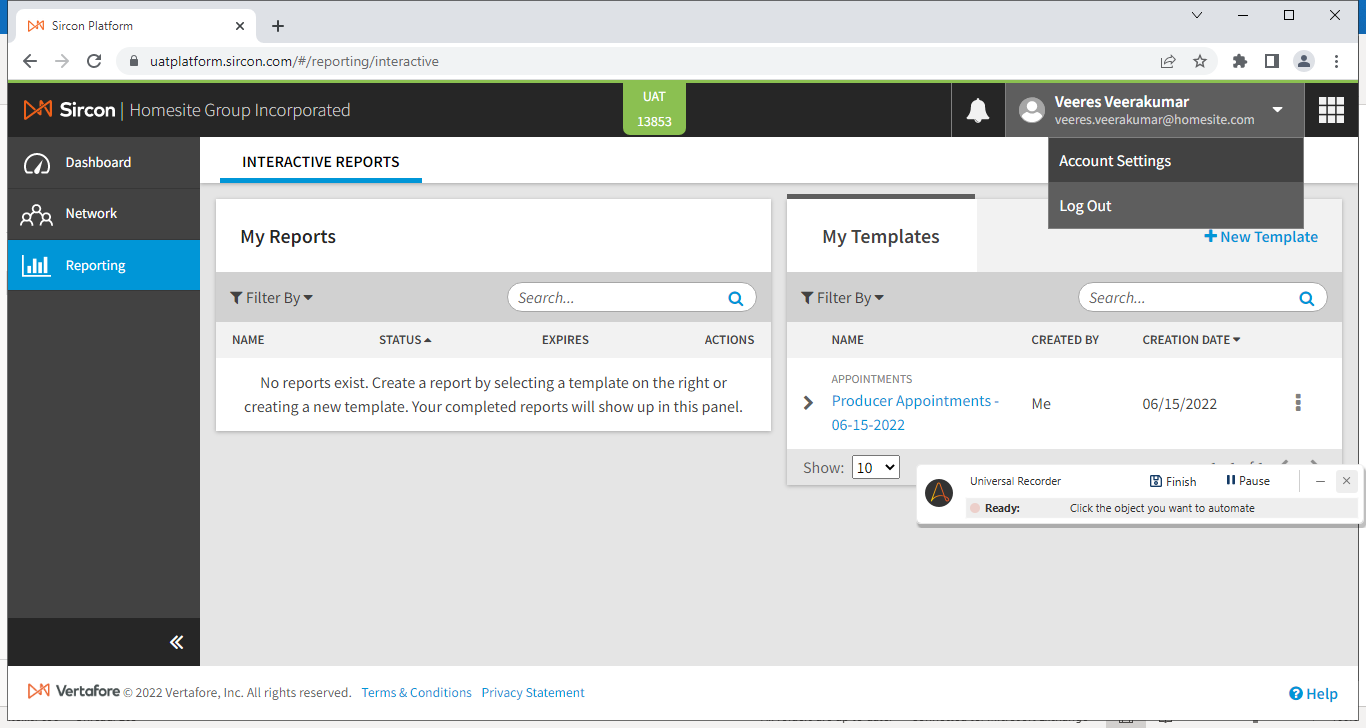 Sircon Platform
uatplatform.sircon.com/#/reporting/interactive
Sircon | Homesite Group Incorporated
UAT
13853
Veeres Veerakumar
veeres.veerakumar@homesite.com
Account Settings
Log Out
Dashboard
Network
Reporting
INTERACTIVE REPORTS
My Reports
Filter By
Search...
NAME STATUS EXPIRES ACTIONS
No reports exist. Create a report by selecting a template on the right or
creating a new template. Your completed reports will show up in this panel.
My Templates
+ New Template
Filter By
Search...
NAME CREATED BY CREATION DATE
APPOINTMENTS
Producer Appointments -
06-15-2022
Me
06/15/2022
Show: 10
Universal Recorder
Finish
Pause
Ready: Click the object you want to automate
Vertafore © 2022 Vertafore, Inc. All rights reserved. Terms & Conditions Privacy Statement
Help